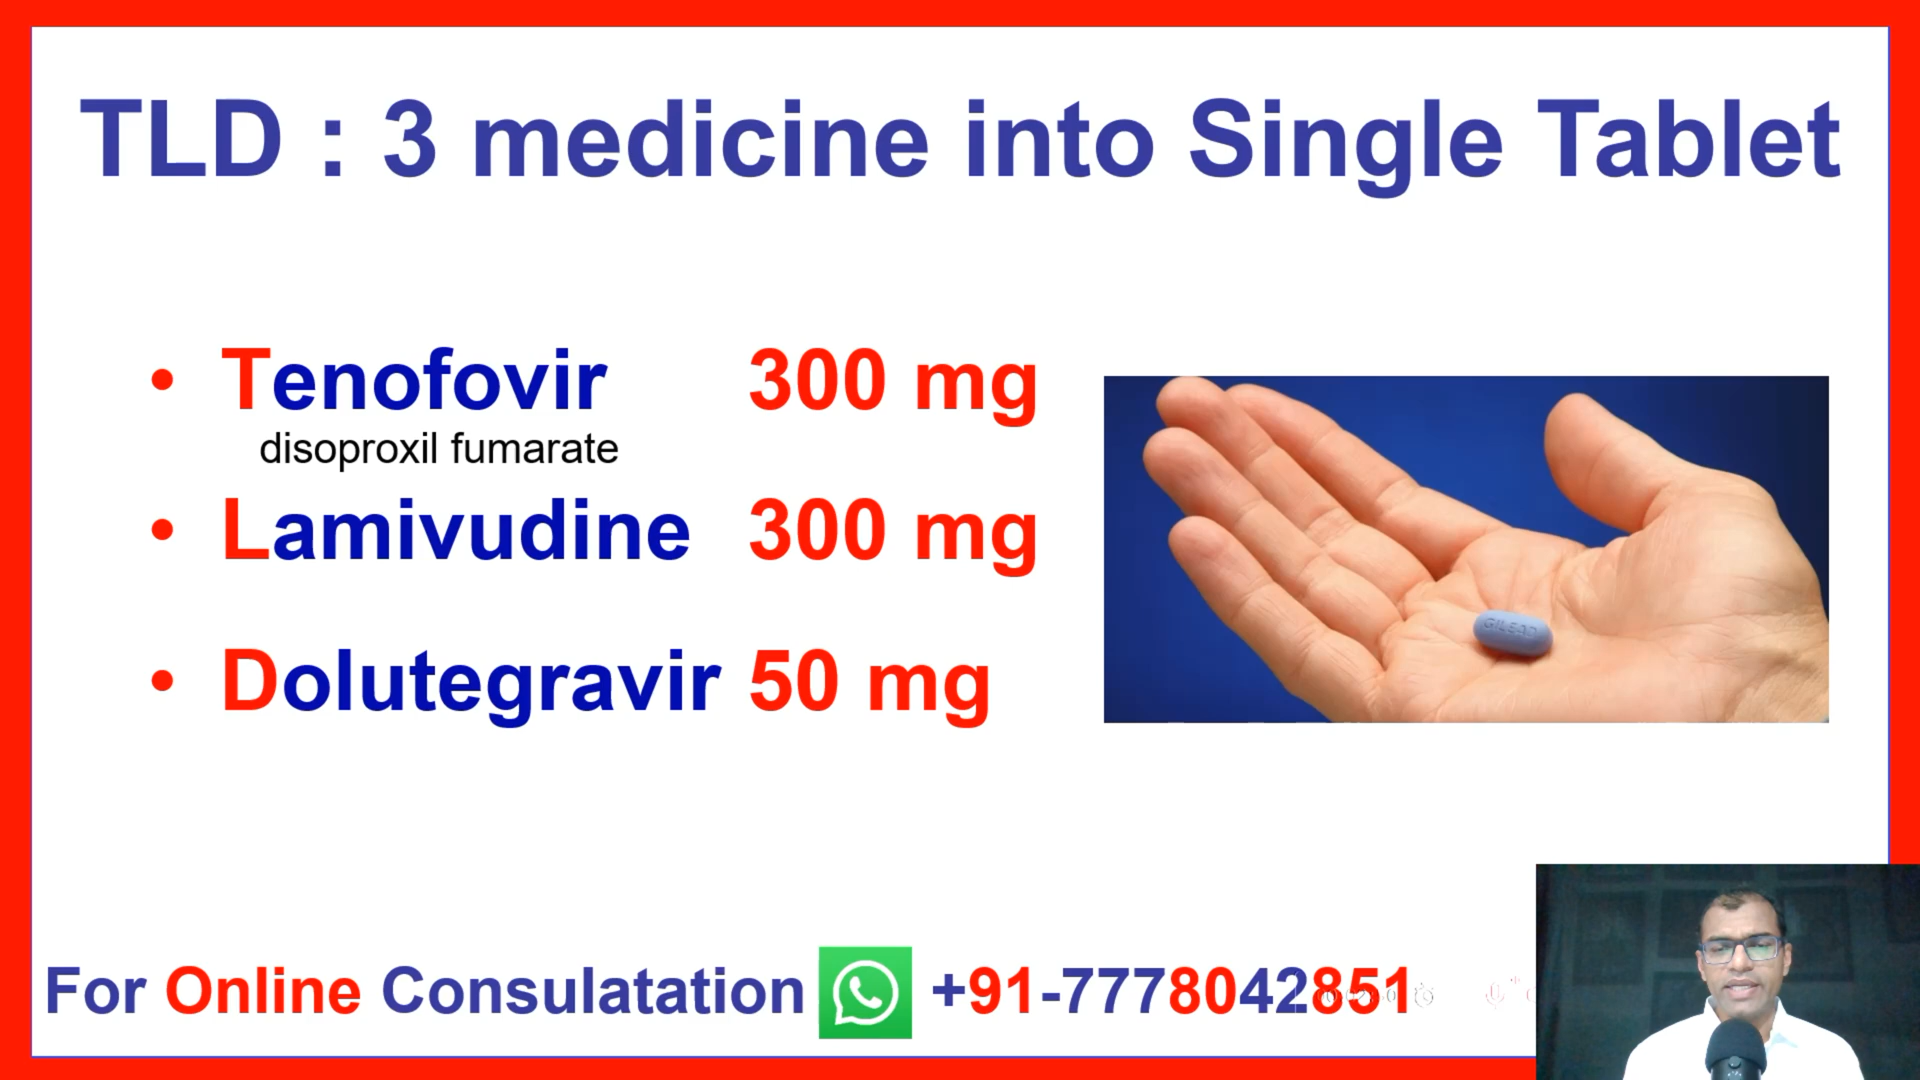 TLD : 3 medicine into Single Tablet
• Tenofovir 300 mg
disoproxil fumarate
• Lamivudine 300 mg
• Dolutegravir 50 mg
GILEAD
For Online Consulatation +91-7778042851